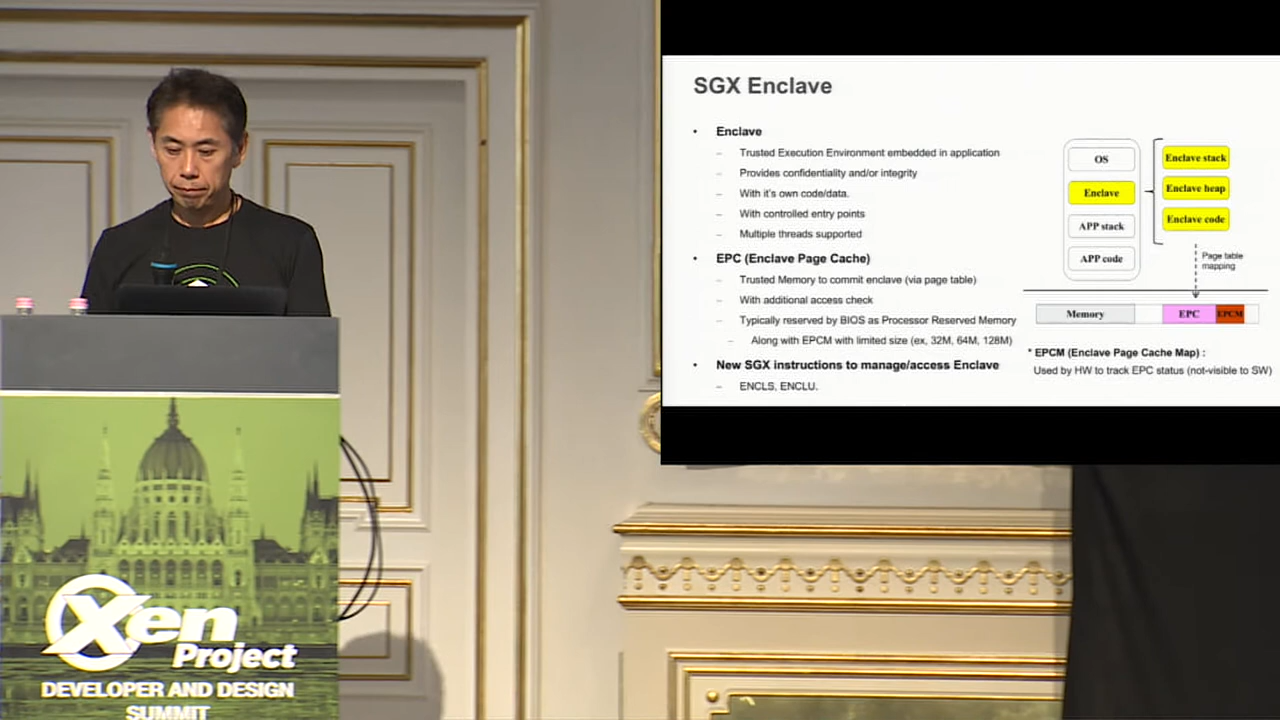 SGX Enclave
• Enclave
– Trusted Execution Environment embedded in application
– Provides confidentiality and/or integrity
– With it's own code/data.
– With controlled entry points
– Multiple threads supported
• EPC (Enclave Page Cache)
– Trusted Memory to commit enclave (via page table)
– With additional access check
– Typically reserved by BIOS as Processor Reserved Memory
– Along with EPCM with limited size (ex, 32M, 64M, 128M)
• New SGX instructions to manage/access Enclave
– ENCLS, ENCLU.
OS
Enclave
APP stack
APP code
Enclave stack
Enclave heap
Enclave code
Page table
mapping
Memory
EPC
EPCM
* EPCM (Enclave Page Cache Map) :
Used by HW to track EPC status (not-visible to SW)
Xen
Project
DEVELOPER AND DESIGN
SUMMIT